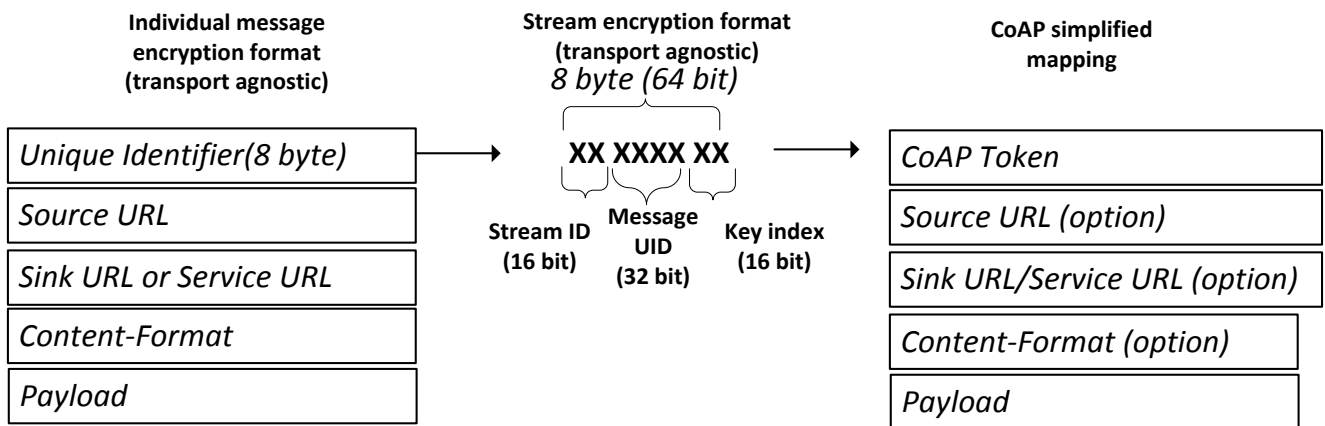 Individual message
encryption format
(transport agnostic)
Unique Identifier(8 byte)
Source URL
Sink URL or Service URL
Content-Format
Payload
Stream encryption format
(transport agnostic)
8 byte (64 bit)
XX XXXX XX
Stream ID
(16 bit)
Message
UID
(32 bit)
Key index
(16 bit)
CoAP simplified
mapping
CoAP Token
Source URL (option)
Sink URL/Service URL (option)
Content-Format (option)
Payload